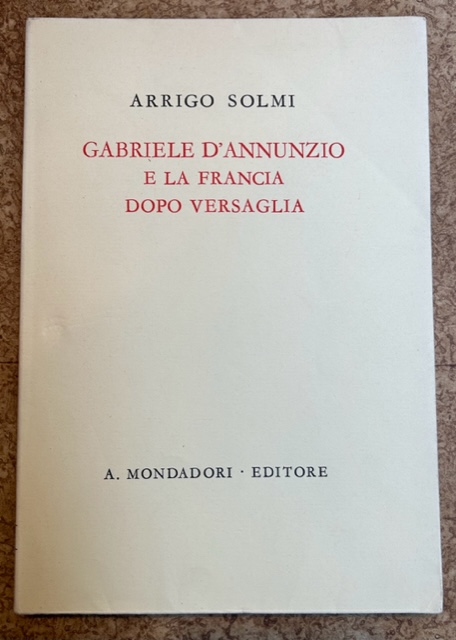 ARRIGO SOLMI
GABRIELE D'ANNUNZIO
E LA FRANCIA
DOPO VERSAGLIA
A. MONDADORI · EDITORE